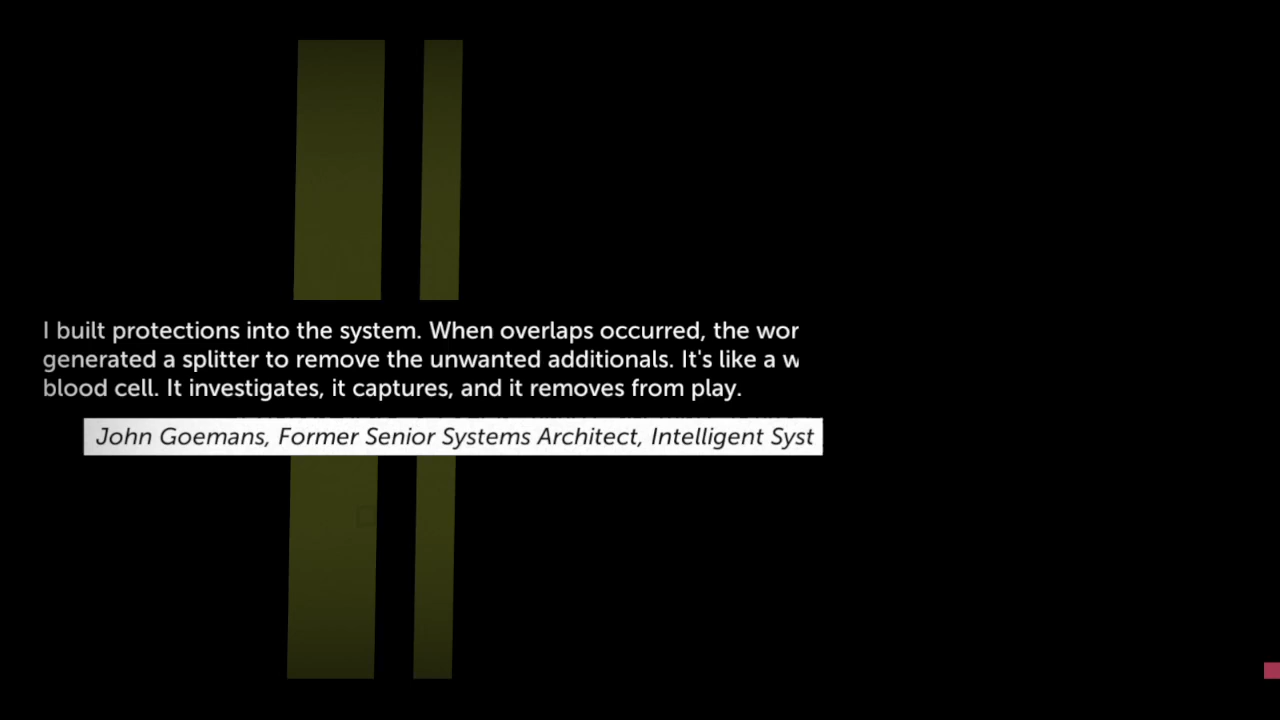 I built protections into the system. When overlaps occurred, the wor
generated a splitter to remove the unwanted additionals. It's like a w
blood cell. It investigates, it captures, and it removes from play.
John Goemans, Former Senior Systems Architect, Intelligent Syst